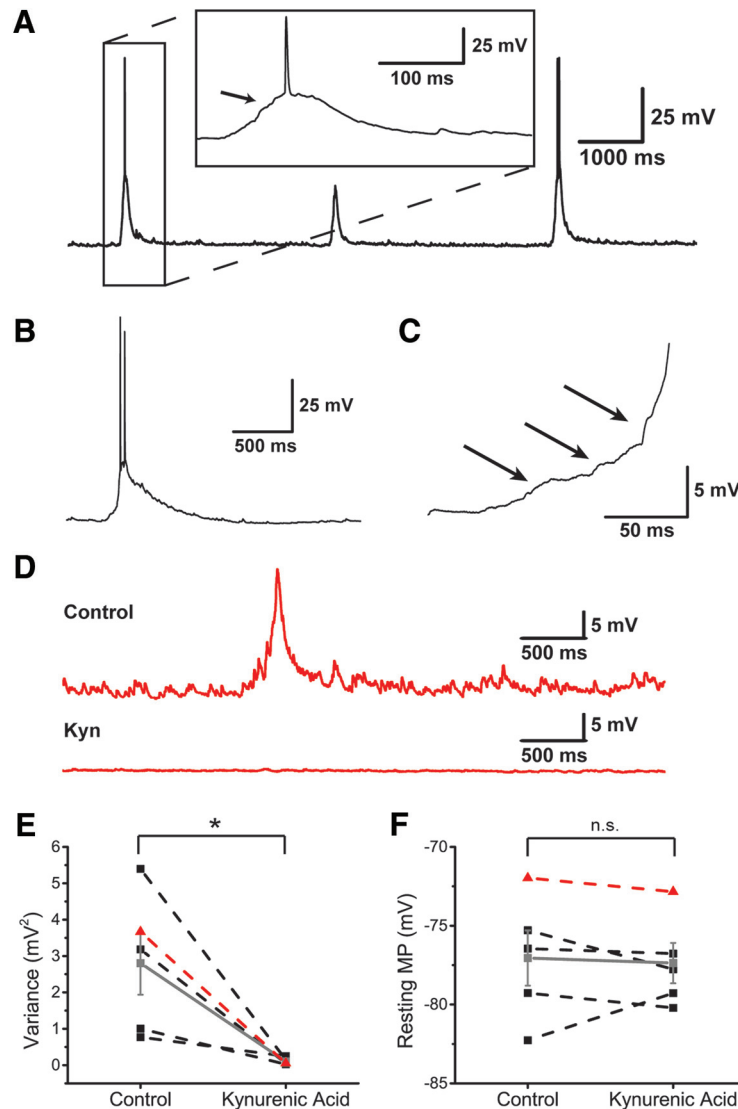 A
25 mV
100 ms
25 mV
1000 ms
B
25 mV
500 ms
C
5 mV
50 ms
D
Control
5 mV
500 ms
Kyn
5 mV
500 ms
E
*
Variance (mV²)
6
5
4
3
2
1
0
Control
Kynurenic Acid
F
n.s.
Resting MP (mV)
-70
-75
-80
-85
Control
Kynurenic Acid